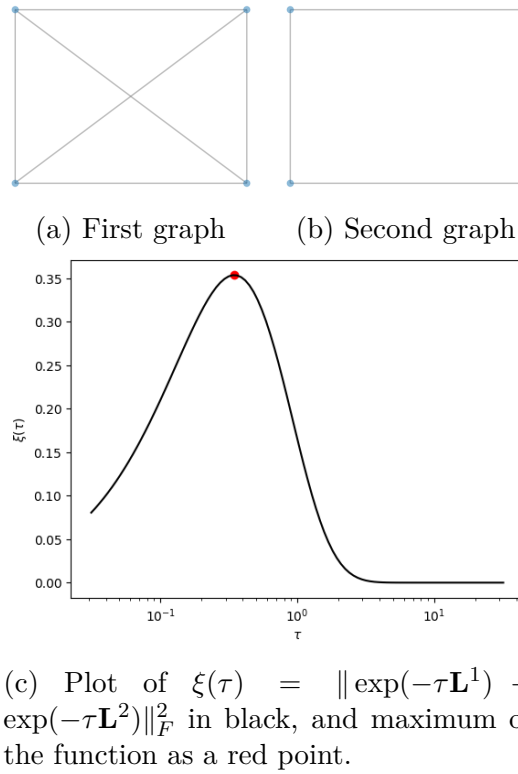 (a) First graph (b) Second graph
0.35
0.30
0.25
0.20
0.15
0.10
0.05
0.00
ξ(τ)
10⁻¹ 10⁰ 10¹
τ
(c) Plot of ξ(τ) = ‖ exp(−τL¹)
exp(−τL²)‖²_F in black, and maximum
the function as a red point.